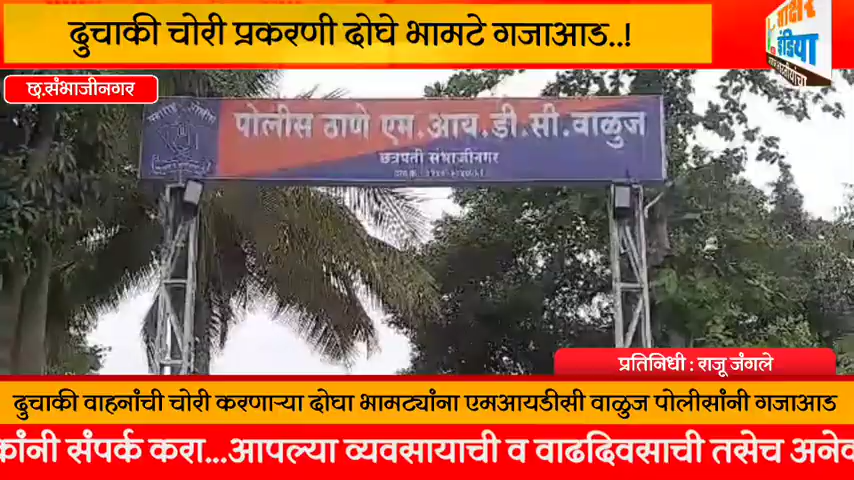 दुचाकी चोरी प्रकरणी दोघे भामटे गजाआड..!
साक्षर
इंडिया
छ.संभाजीनगर
पोलीस ठाणे एम.आय.डी.सी.वाळुज
छत्रपती संभाजीनगर
प्रतिनिधी : राजू जंगले
दुचाकी वाहनांची चोरी करणाऱ्या दोघा भामट्यांना एमआयडीसी वाळुज पोलीसांनी गजाआड
कांनी संपर्क करा...आपल्या व्यवसायाची व वाढदिवसाची तसेच अनेक